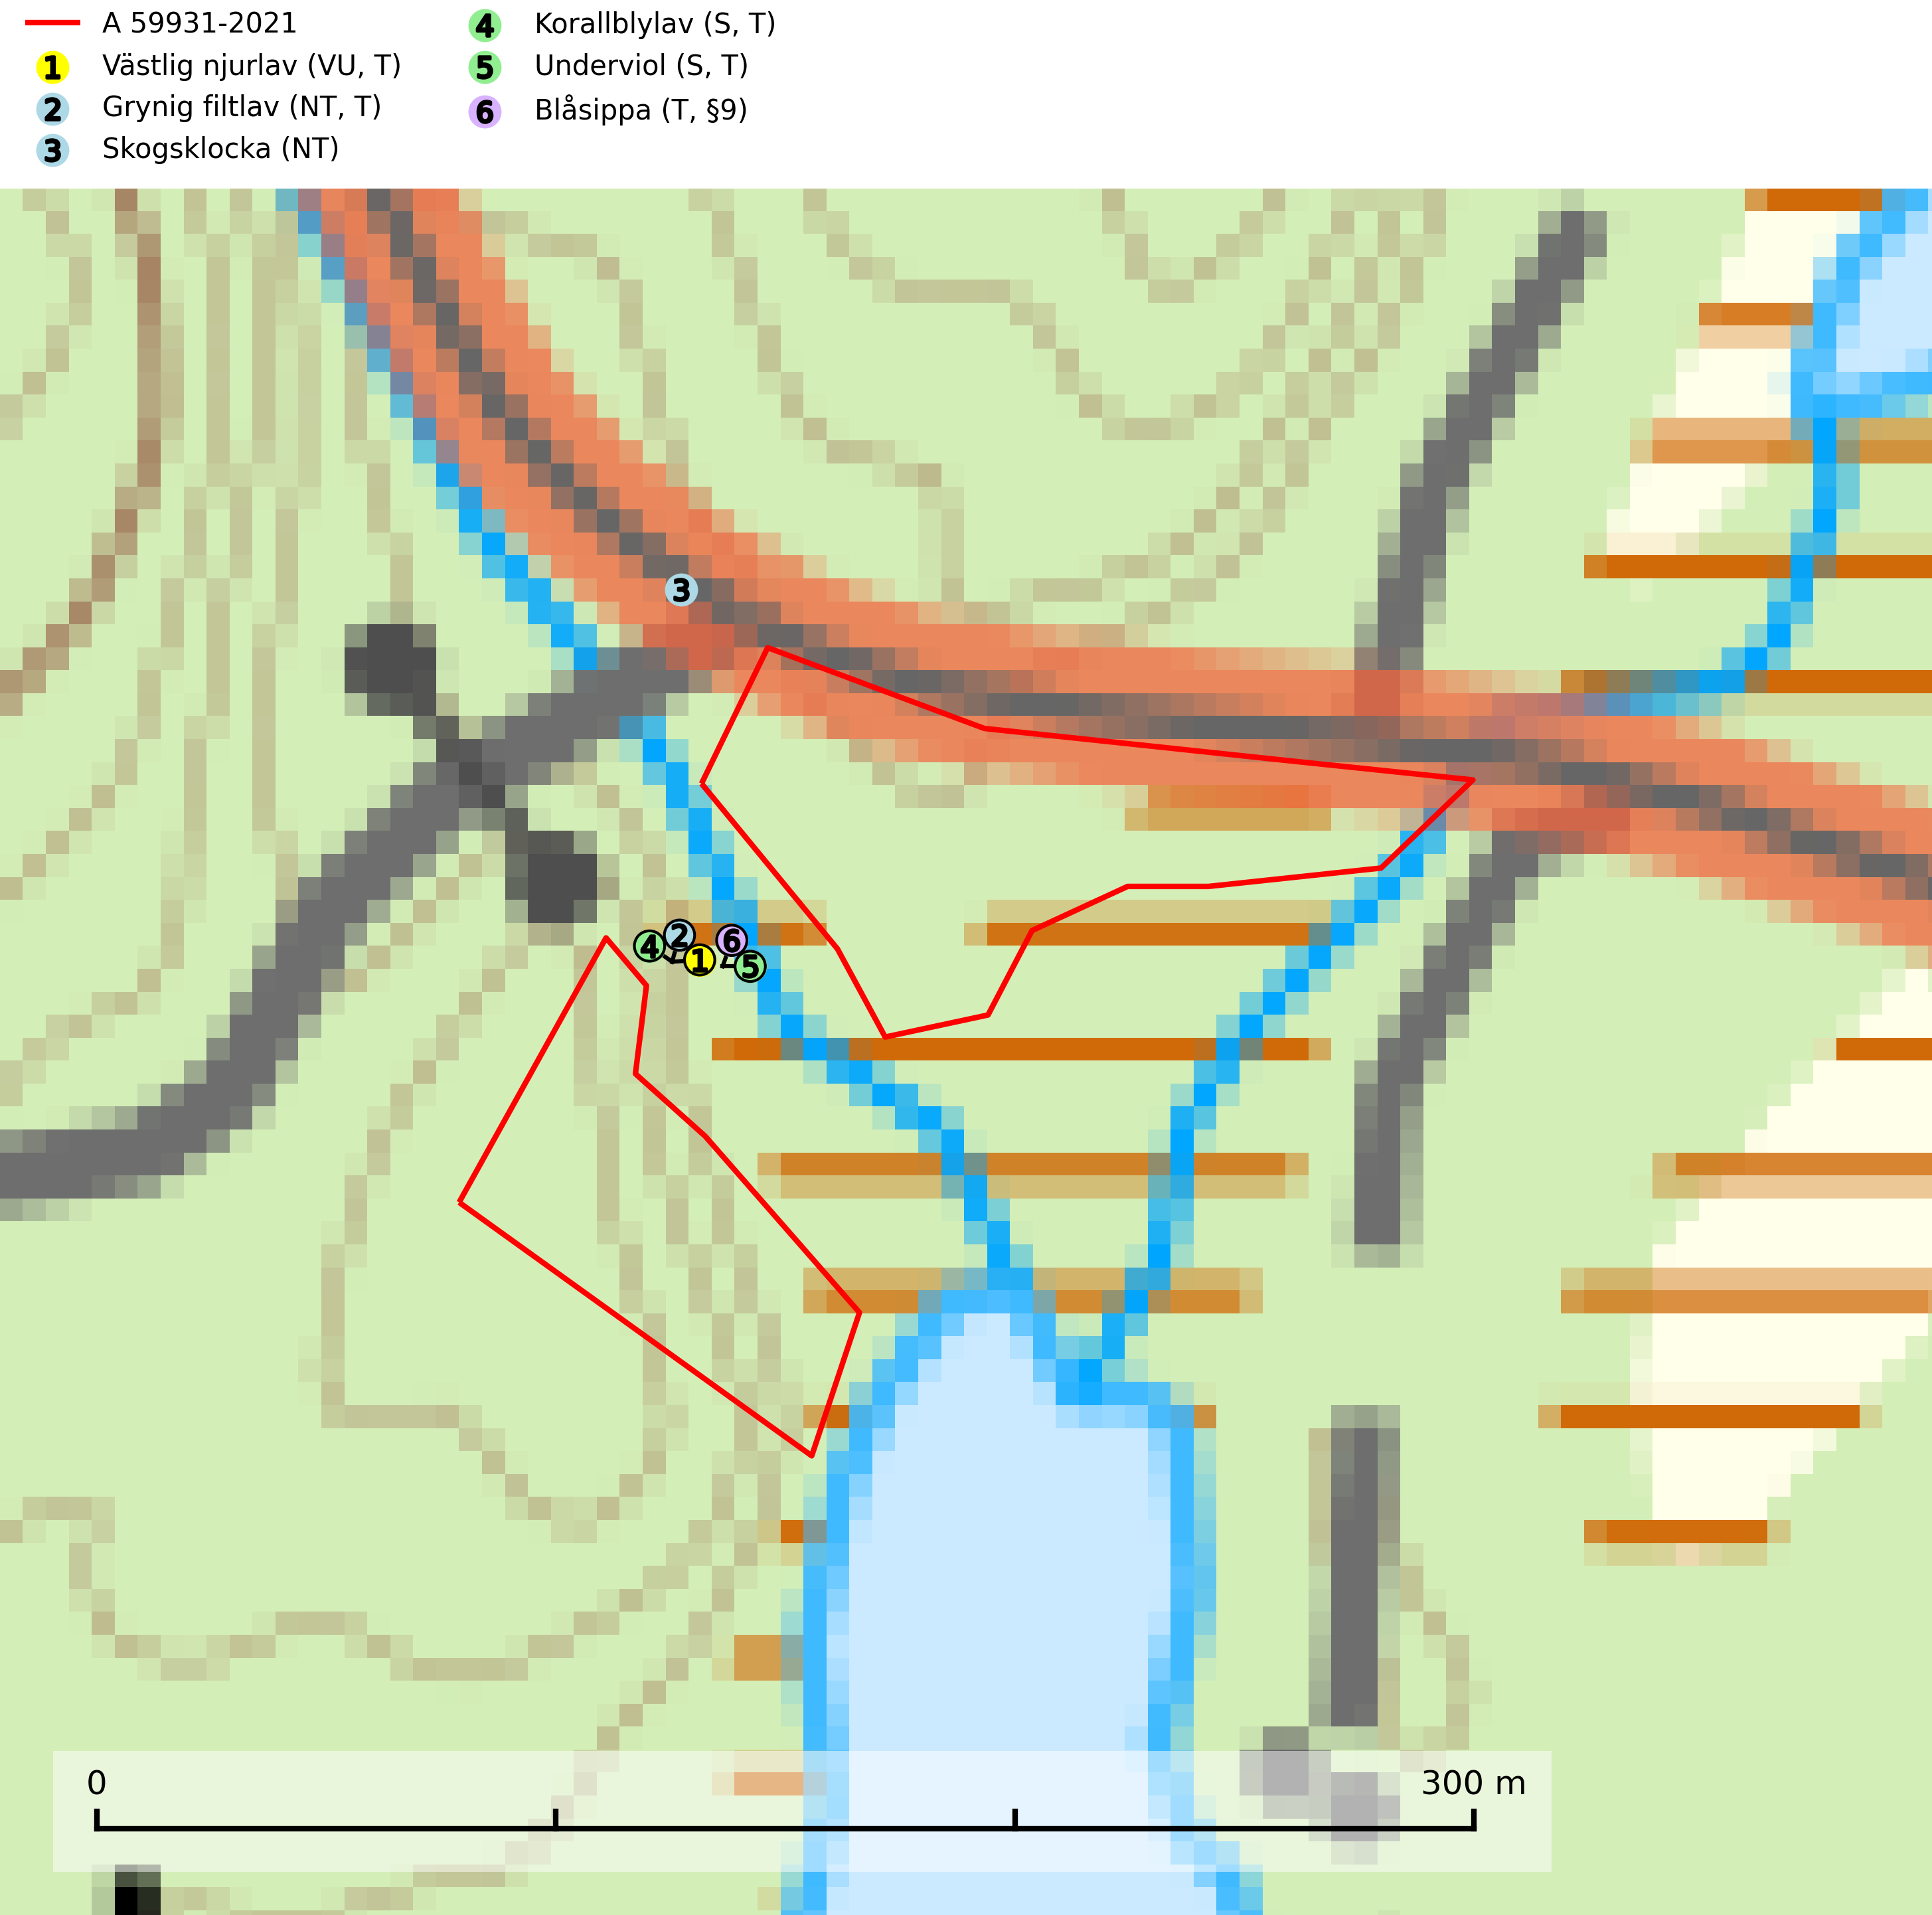 A 59931-2021
1 Västlig njurlav (VU, T)
2 Grynig filtlav (NT, T)
3 Skogsklocka (NT)
4 Korallblylav (S, T)
5 Underviol (S, T)
6 Blåsippa (T, §9)
3
4 2 1 6 5
0 300 m